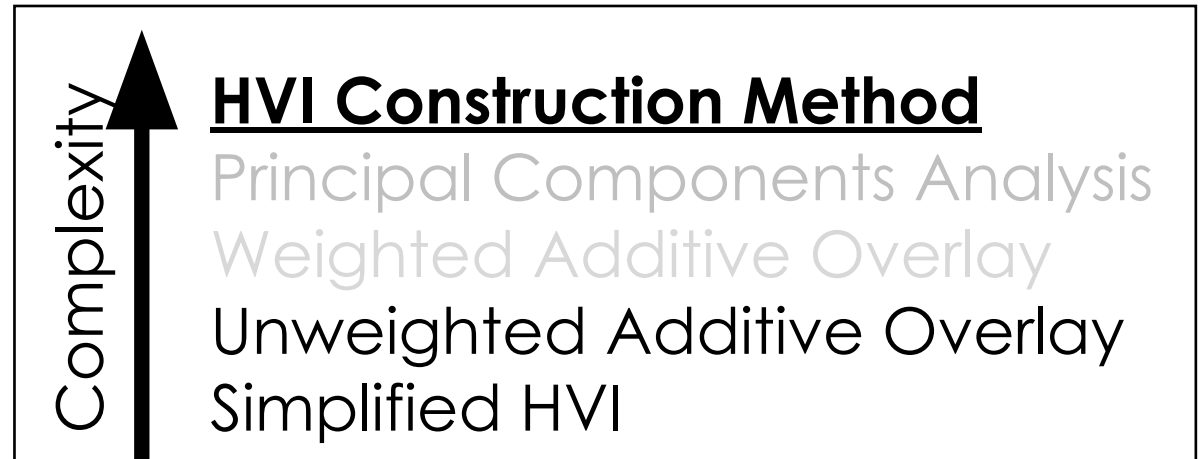 Complexity
HVI Construction Method
Principal Components Analysis
Weighted Additive Overlay
Unweighted Additive Overlay
Simplified HVI